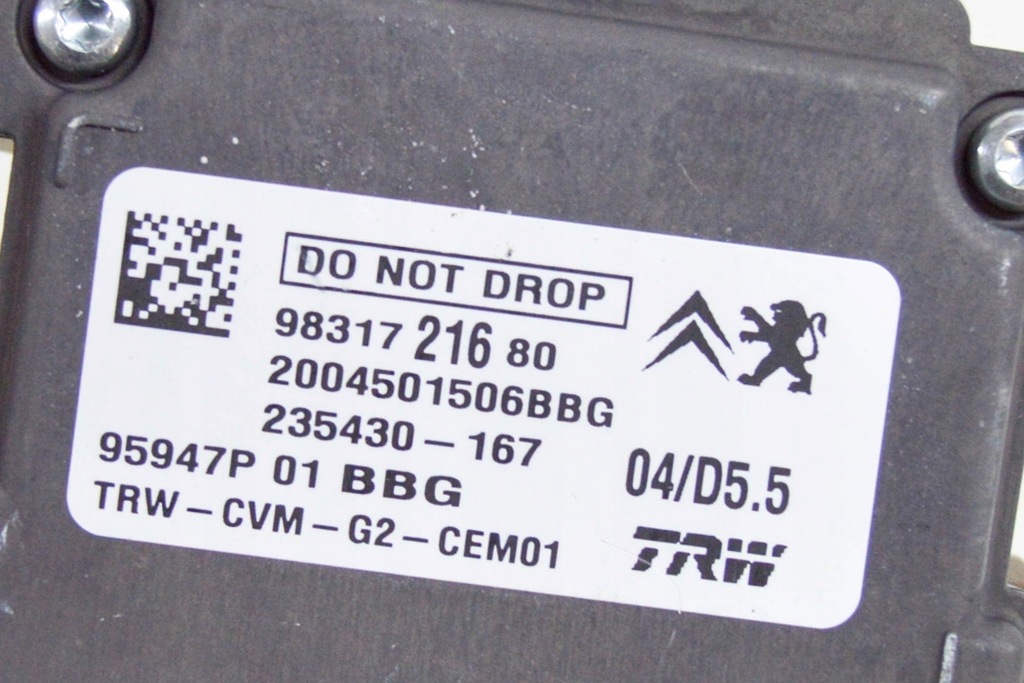 DO NOT DROP
98317 216 80
2004501506BBG
235430-167
95947P 01 BBG
04/D5.5
TRW-CVM-G2-CEM01
TRW